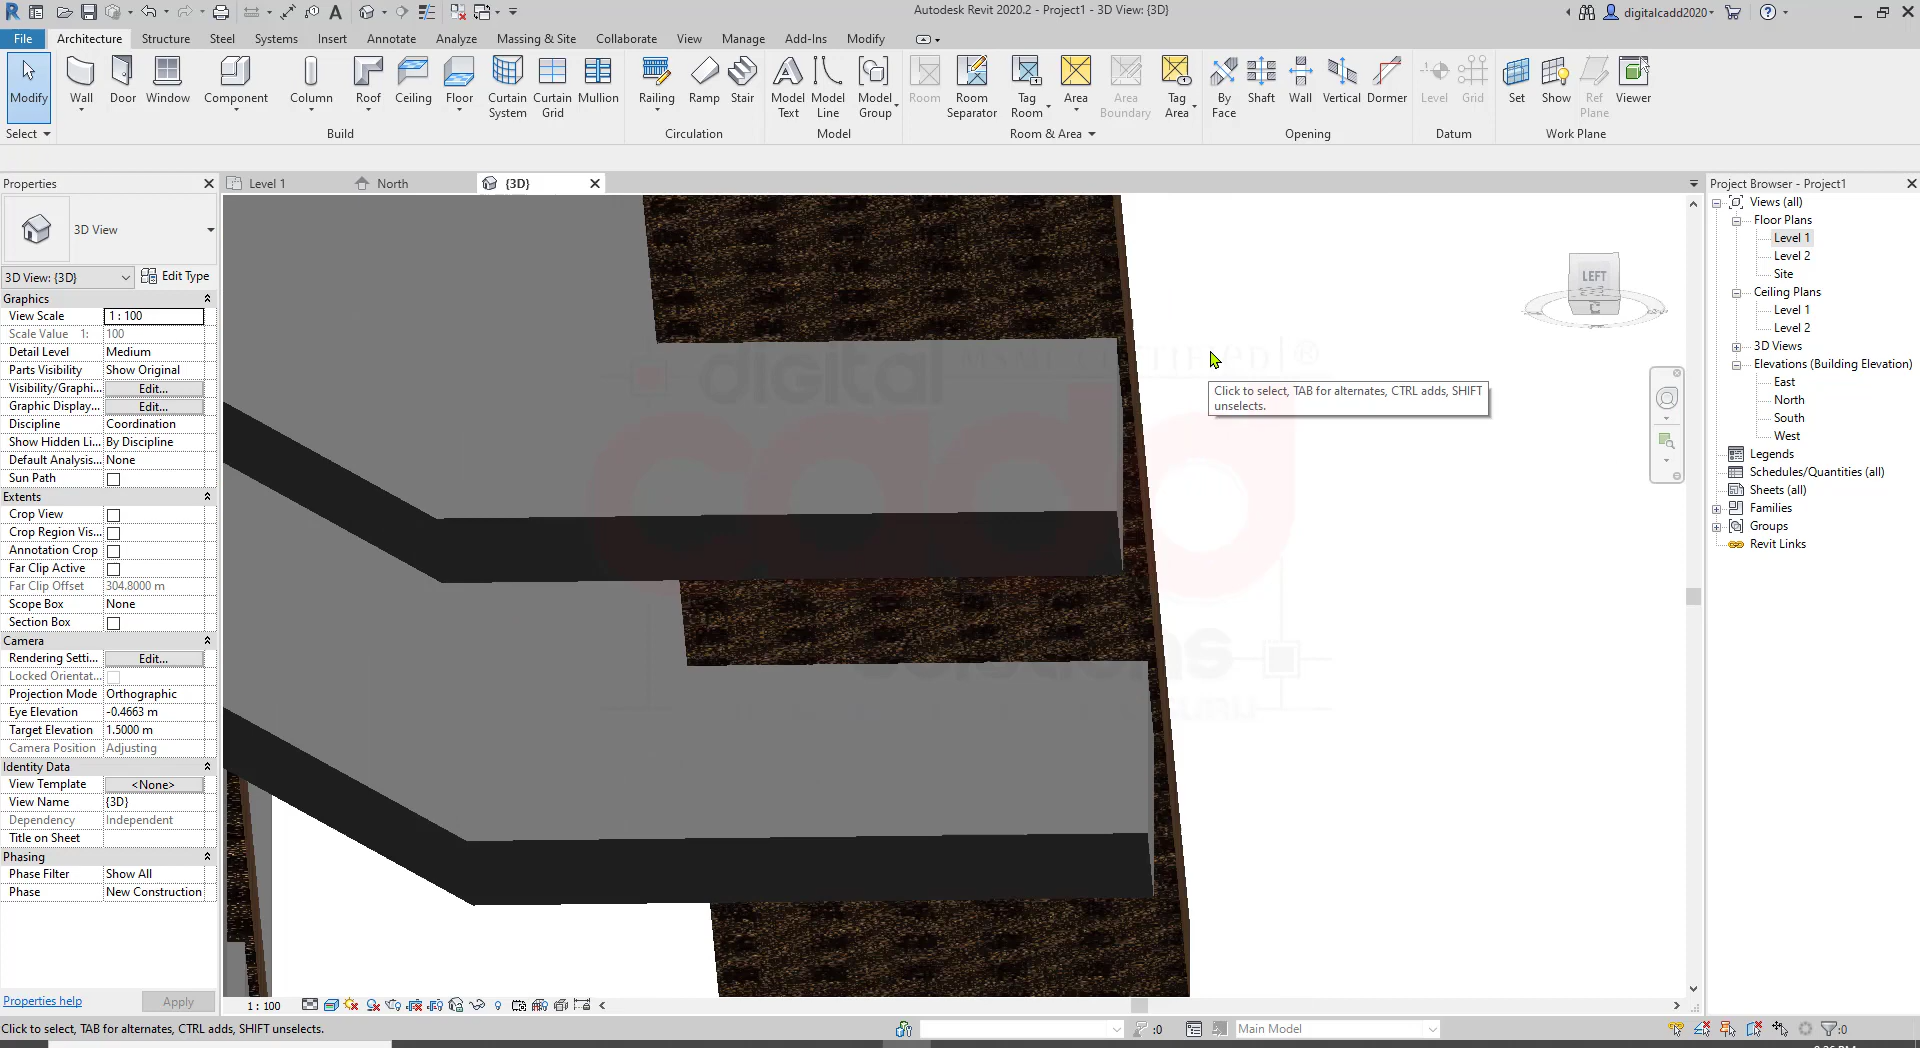 Autodesk Revit 2020.2 - Project1 - 3D View: {3D}
digitalcadd2020
File Architecture Structure Steel Systems Insert Annotate Analyze Massing & Site Collaborate View Manage Add-Ins Modify
Modify Wall Door Window Component Column Roof Ceiling Floor Curtain System Curtain Grid Mullion Railing Ramp Stair Model Text Model Line Model Group Room Room Separator Tag Room Area Area Boundary Tag Area By Face Shaft Wall Vertical Dormer Level Grid Set Show Ref Plane Viewer
Select Build Circulation Model Room & Area Opening Datum Work Plane
Properties
3D View
3D View: {3D} Edit Type
Graphics
View Scale 1 : 100
Scale Value 1: 100
Detail Level Medium
Parts Visibility Show Original
Visibility/Graphi... Edit...
Graphic Display... Edit...
Discipline Coordination
Show Hidden Li... By Discipline
Default Analysis... None
Sun Path
Extents
Crop View
Crop Region Vis...
Annotation Crop
Far Clip Active
Far Clip Offset 304.8000 m
Scope Box None
Section Box
Camera
Rendering Setti... Edit...
Locked Orientat...
Projection Mode Orthographic
Eye Elevation -0.4663 m
Target Elevation 1.5000 m
Camera Position Adjusting
Identity Data
View Template <None>
View Name {3D}
Dependency Independent
Title on Sheet
Phasing
Phase Filter Show All
Phase New Construction
Properties help Apply
Level 1 North {3D}
LEFT
digital
cadd
Click to select, TAB for alternates, CTRL adds, SHIFT
unselects.
Project Browser - Project1
Views (all)
Floor Plans
Level 1
Level 2
Site
Ceiling Plans
Level 1
Level 2
3D Views
Elevations (Building Elevation)
East
North
South
West
Legends
Schedules/Quantities (all)
Sheets (all)
Families
Groups
Revit Links
1 : 100
Click to select, TAB for alternates, CTRL adds, SHIFT unselects.
:0
Main Model
:0